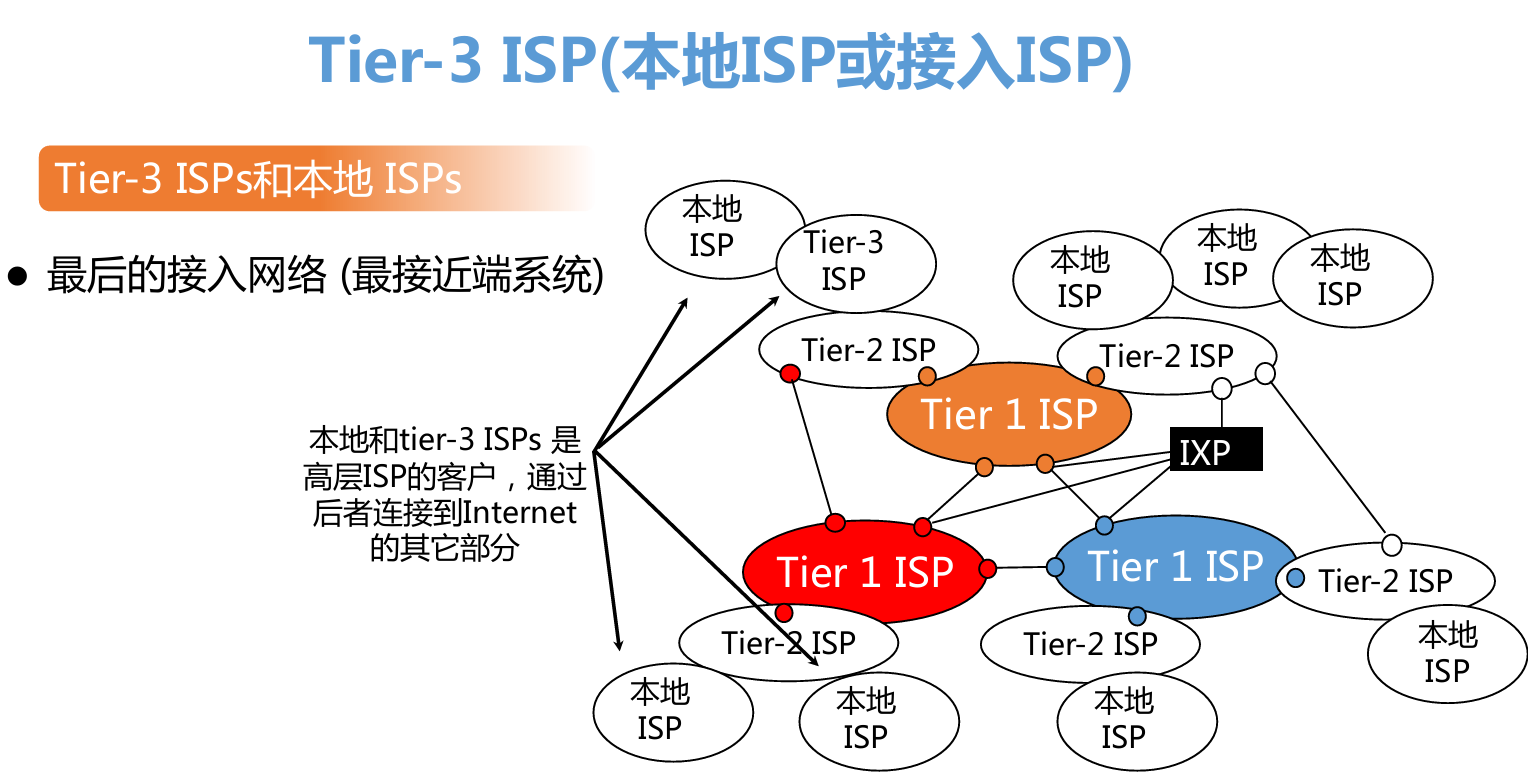 Tier-3 ISP(本地ISP或接入ISP)
Tier-3 ISPs和本地 ISPs
● 最后的接入网络 (最接近端系统)
本地和tier-3 ISPs 是
高层ISP的客户，通过
后者连接到Internet
的其它部分
本地
ISP
Tier-3
ISP
本地
ISP
本地
ISP
本地
ISP
Tier-2 ISP
Tier-2 ISP
Tier 1 ISP
IXP
Tier 1 ISP
Tier 1 ISP
Tier-2 ISP
Tier-2 ISP
Tier-2 ISP
本地
ISP
本地
ISP
本地
ISP
本地
ISP